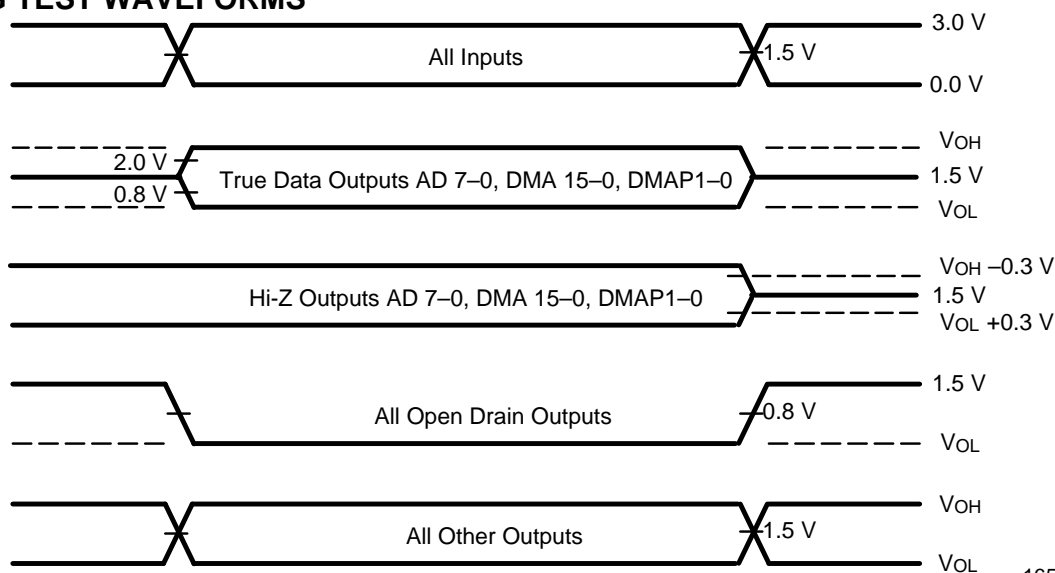 G TEST WAVEFORMS
3.0 V
All Inputs
1.5 V
0.0 V
VOH
2.0 V
True Data Outputs AD 7–0, DMA 15–0, DMAP1–0
1.5 V
0.8 V
VOL
VOH –0.3 V
Hi-Z Outputs AD 7–0, DMA 15–0, DMAP1–0
1.5 V
VOL +0.3 V
1.5 V
All Open Drain Outputs
0.8 V
VOL
VOH
All Other Outputs
1.5 V
VOL